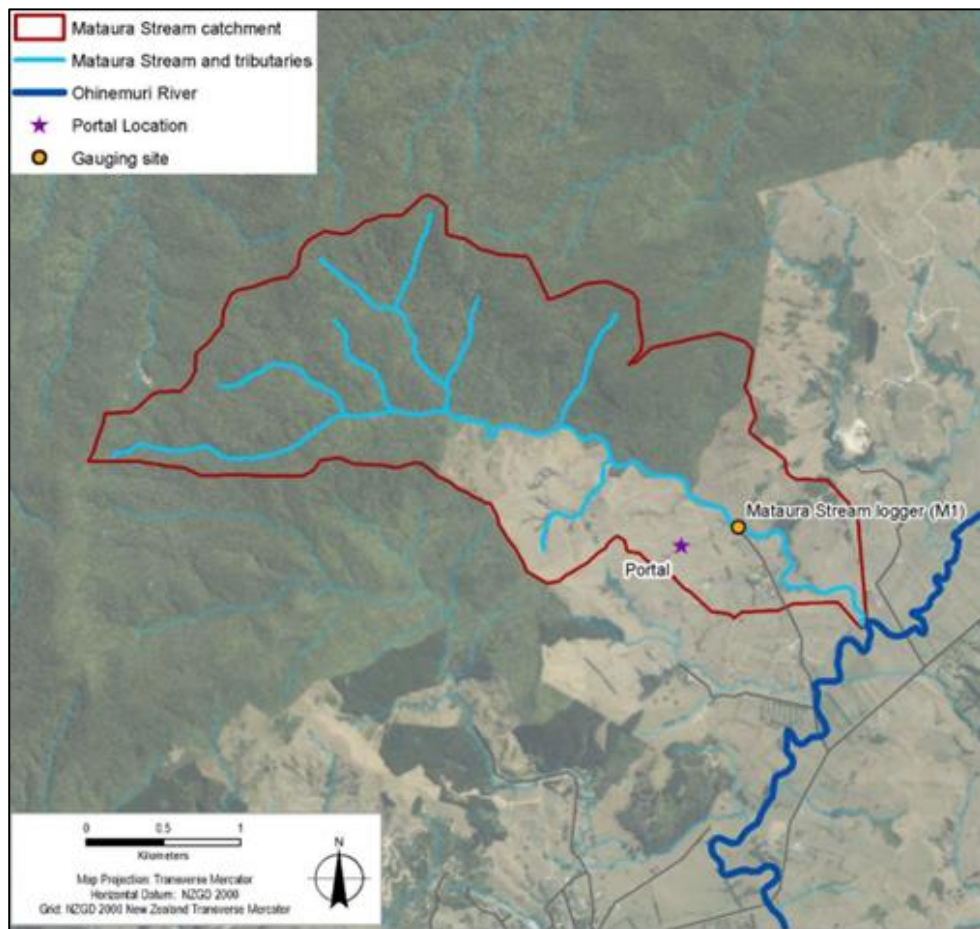 Mataura Stream catchment
Mataura Stream and tributaries
Ohinemuri River
Portal Location
Gauging site
Mataura Stream logger (M1)
Portal
0 0.5 1
Kilometers
N
Map Projection: Transverse Mercator
Horizontal Datum: NZGD 2000
Grid: NZGD 2000 New Zealand Transverse Mercator